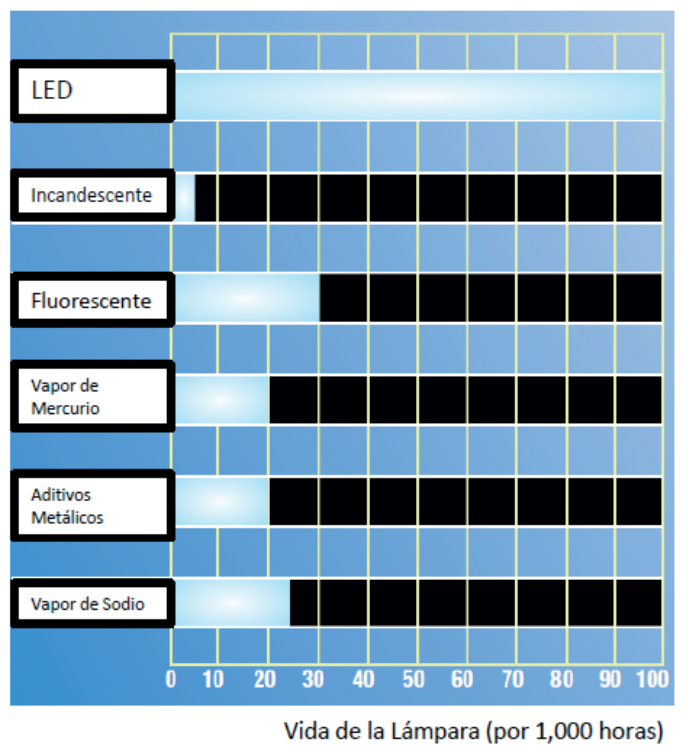 LED
Incandescente
Fluorescente
Vapor de
Mercurio
Aditivos
Metálicos
Vapor de Sodio
0 10 20 30 40 50 60 70 80 90 100
Vida de la Lámpara (por 1,000 horas)